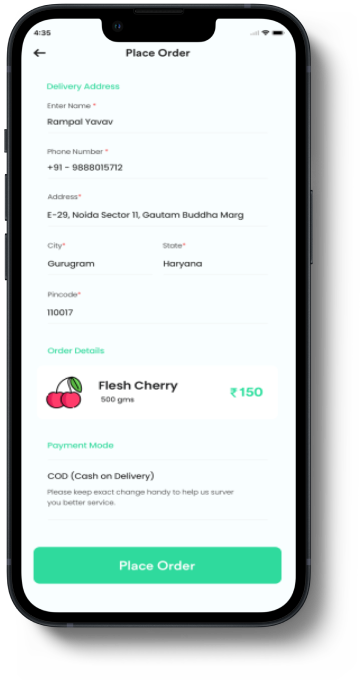 4:35
Place Order
Delivery Address
Enter Name *
Rampal Yavav
Phone Number *
+91 - 9888015712
Address*
E-29, Noida Sector 11, Gautam Buddha Marg
City* State*
Gurugram Haryana
Pincode*
110017
Order Details
Flesh Cherry
₹150
500 gms
Payment Mode
COD (Cash on Delivery)
Please keep exact change handy to help us surver
you better service.
Place Order